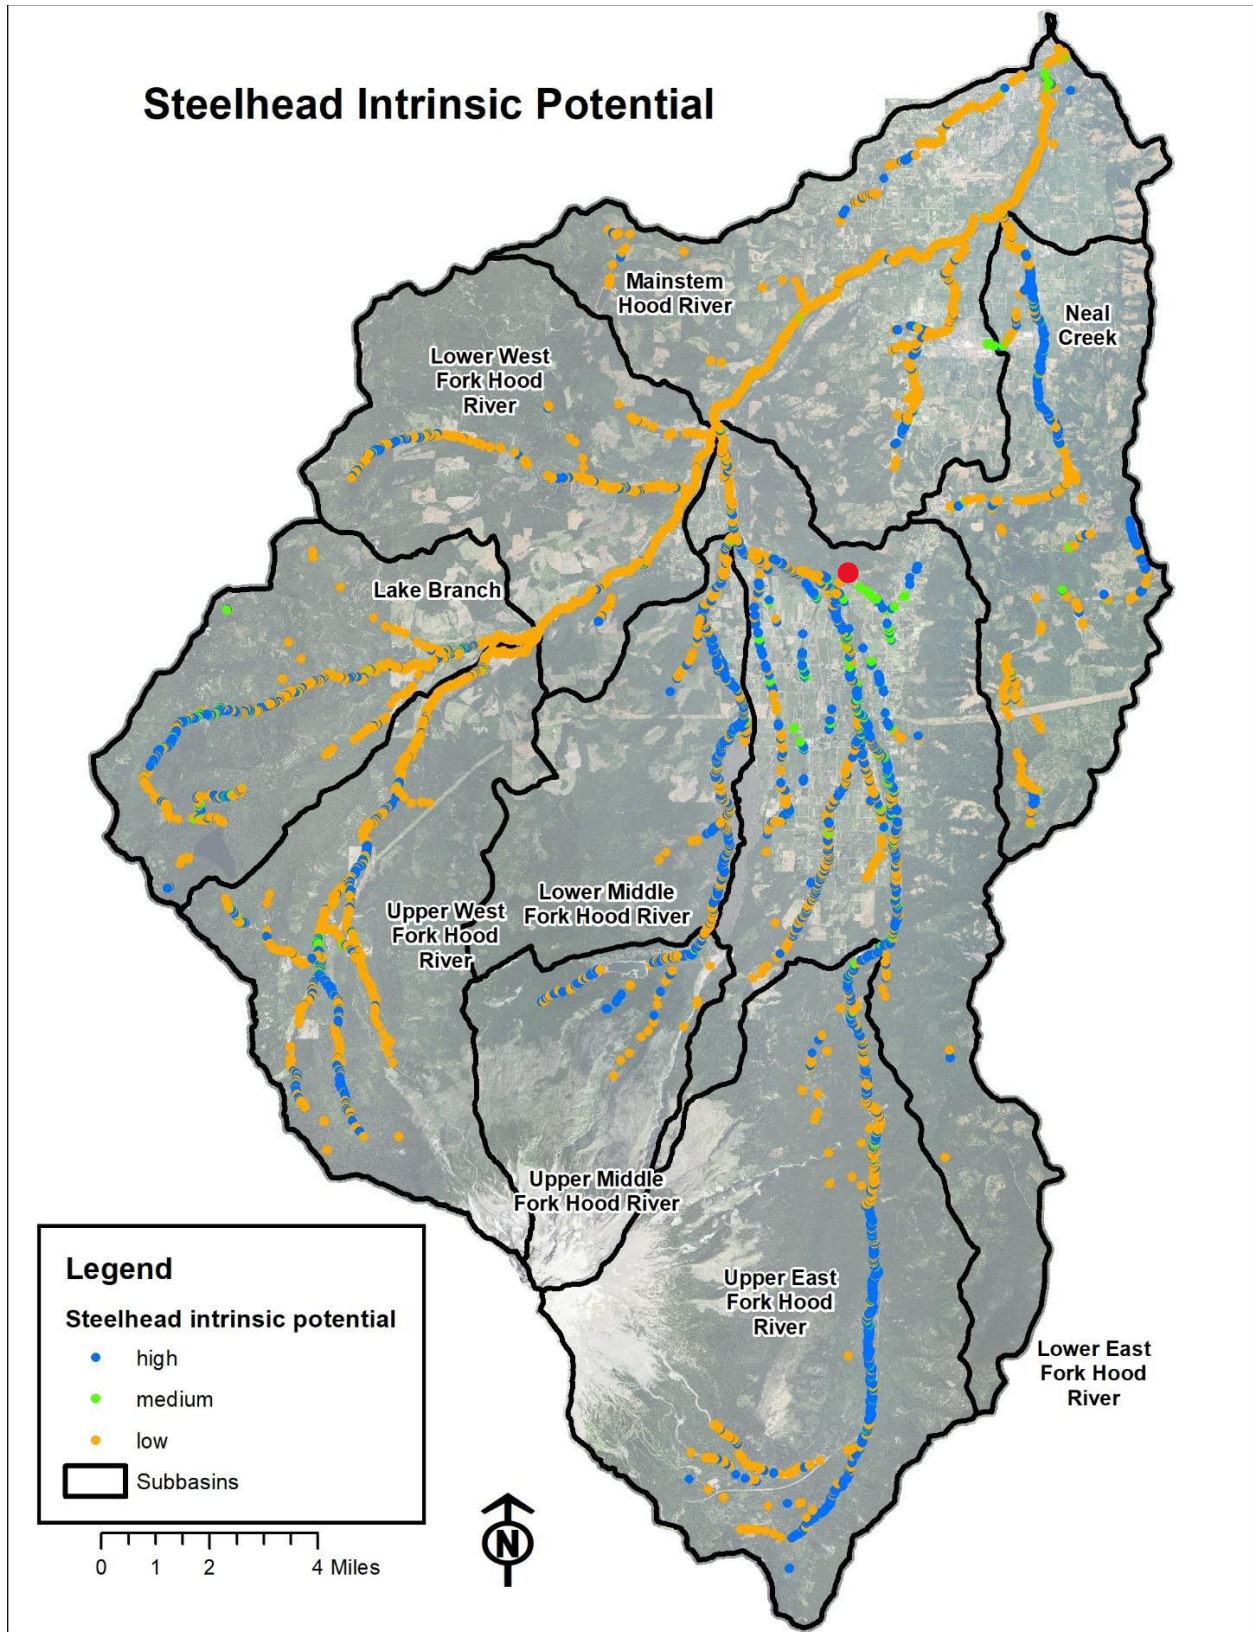 Steelhead Intrinsic Potential
Mainstem
Hood River
Neal
Creek
Lower West
Fork Hood
River
Lake Branch
Lower Middle
Fork Hood River
Upper West
Fork Hood
River
Upper Middle
Fork Hood River
Upper East
Fork Hood
River
Lower East
Fork Hood
River
Legend
Steelhead intrinsic potential
high
medium
low
Subbasins
0 1 2 4 Miles
N